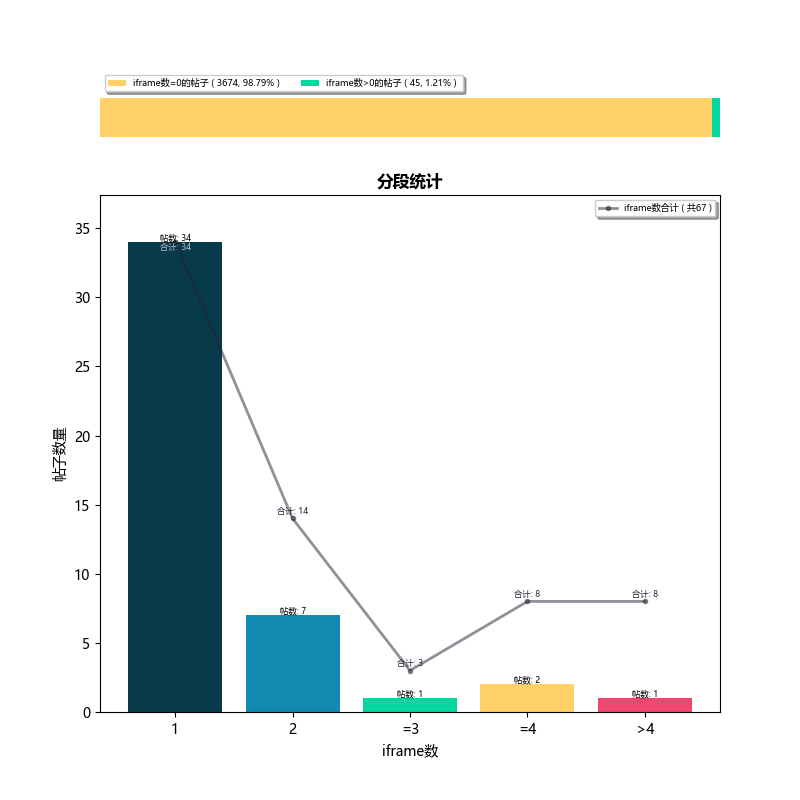 iframe数=0的帖子 ( 3674, 98.79% ) iframe数>0的帖子 ( 45, 1.21% )
分段统计
iframe数合计 ( 共67 )
35
30
25
20
15
10
5
0
帖子数量
帖数: 34
合计: 34
合计: 14
帖数: 7
合计: 3
帖数: 1
合计: 8
帖数: 2
合计: 8
帖数: 1
1 2 =3 =4 >4
iframe数